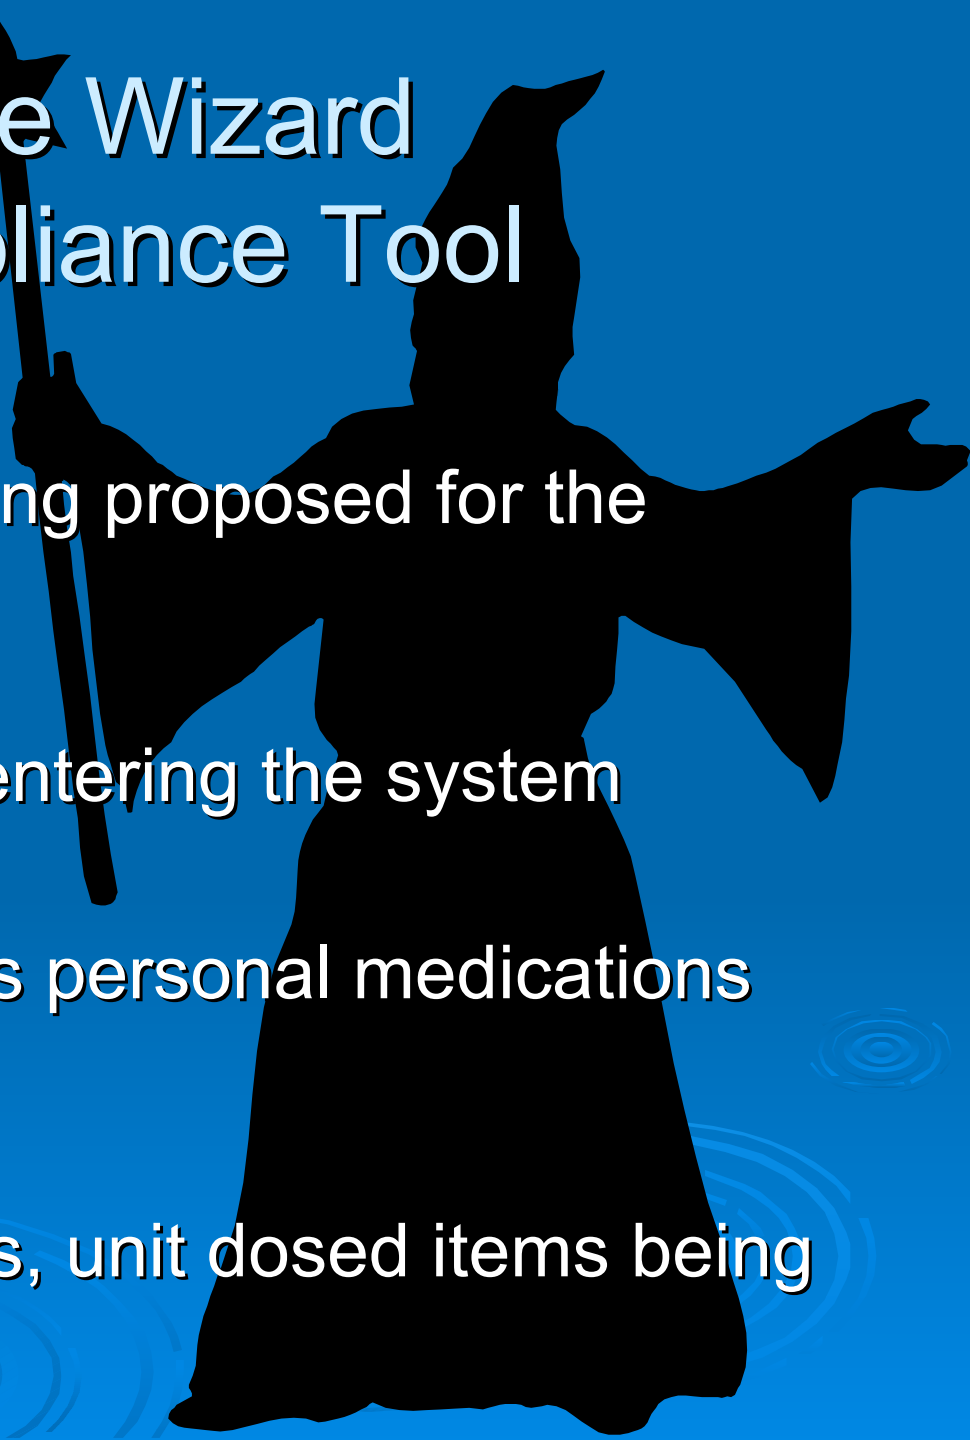 e Wizard
pliance Tool
ng proposed for the
entering the system
s personal medications
s, unit dosed items being